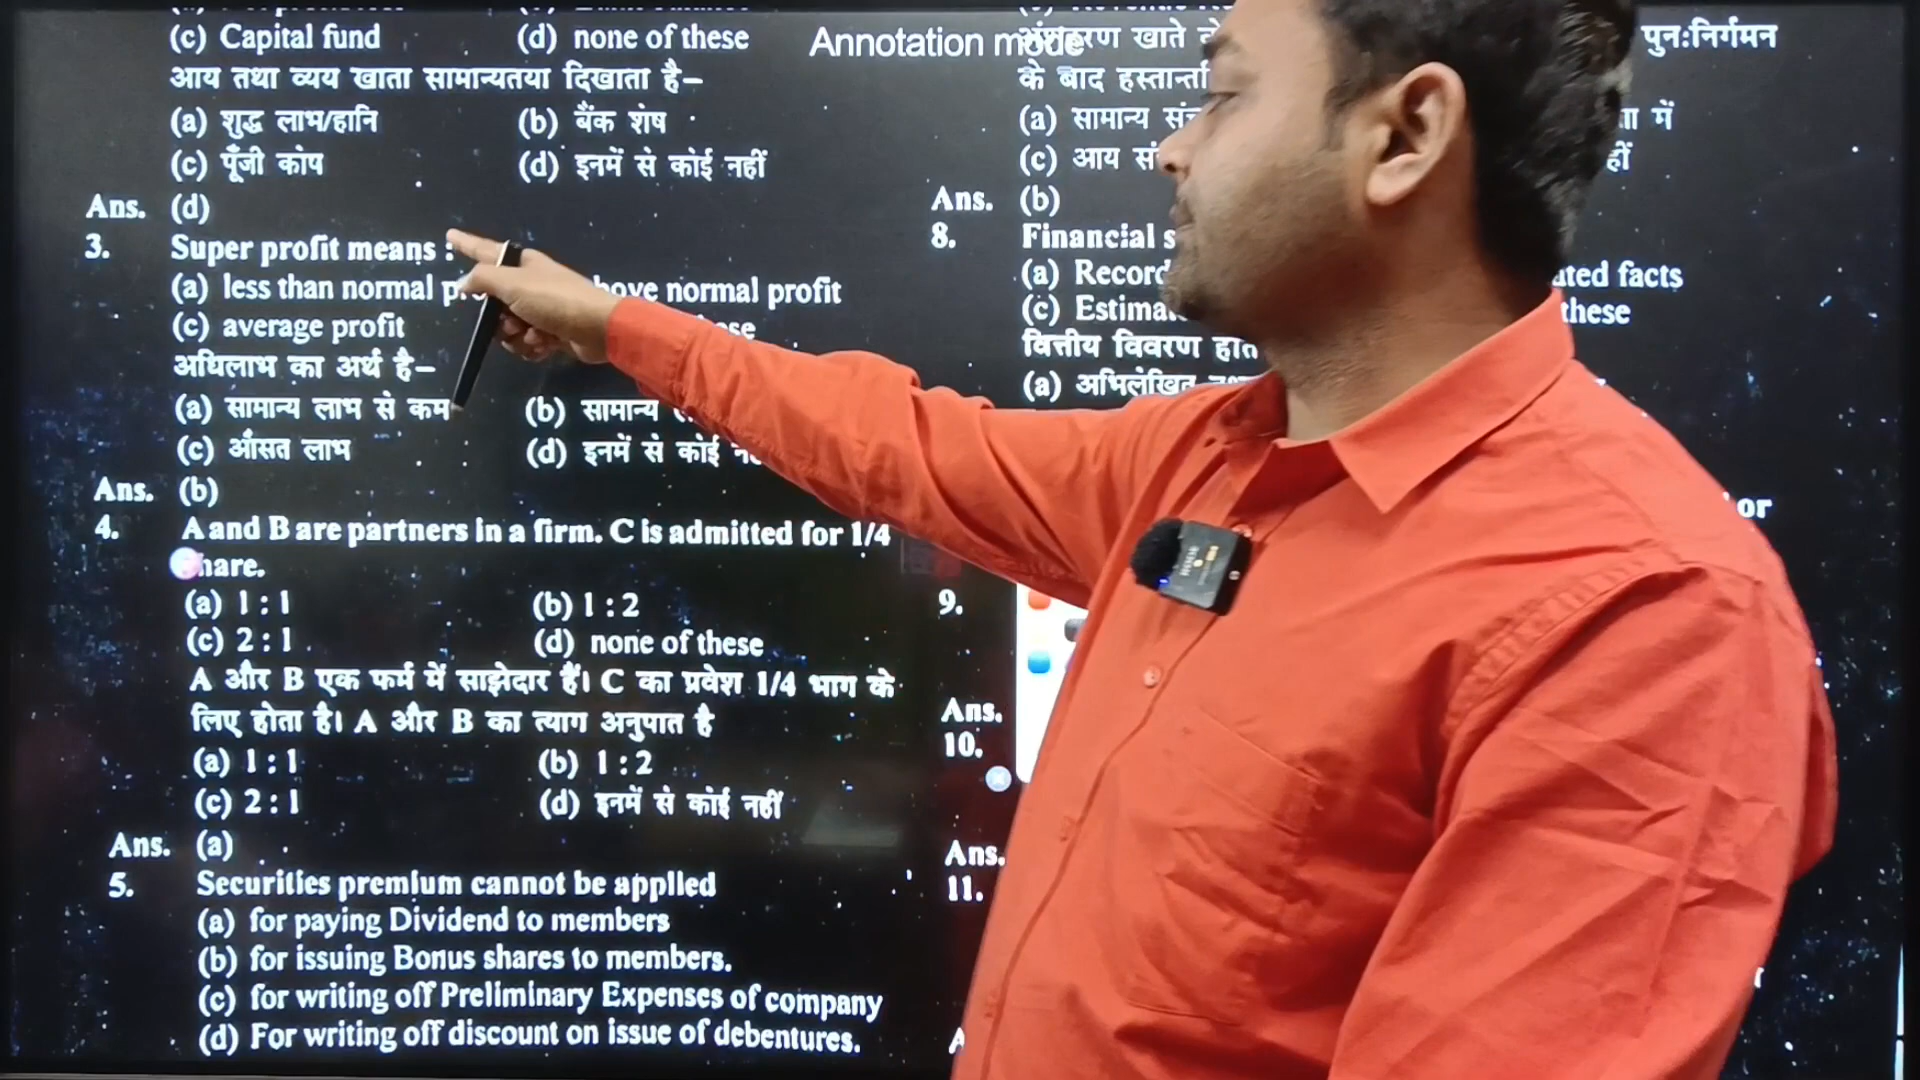 (c) Capital fund (d) none of these
आय तथा व्यय खाता सामान्यतया दिखाता है–
(a) शुद्ध लाभ/हानि (b) बैंक शेष
(c) पूँजी कोष (d) इनमें से कोई नहीं
Ans. (d)
3. Super profit means :
(a) less than normal above normal profit
(c) average profit
अधिलाभ का अर्थ है–
(a) सामान्य लाभ से कम (b) सामान्य
(c) औसत लाभ (d) इनमें से कोई
Ans. (b)
4. A and B are partners in a firm. C is admitted for 1/4
share.
(a) 1 : 1 (b) 1 : 2
(c) 2 : 1 (d) none of these
A और B एक फर्म में साझेदार हैं। C का प्रवेश 1/4 भाग के
लिए होता है। A और B का त्याग अनुपात है
(a) 1 : 1 (b) 1 : 2
(c) 2 : 1 (d) इनमें से कोई नहीं
Ans. (a)
5. Securities premium cannot be applied
(a) for paying Dividend to members
(b) for issuing Bonus shares to members.
(c) for writing off Preliminary Expenses of company
(d) For writing off discount on issue of debentures.
Annotation mode
खाते पुन:निर्गमन
के बाद
(a) सामान्य में
(c) आय
Ans. (b)
8. Financial
(a) facts
(c) these
वित्तीय विवरण
(a)
or
9.
Ans.
10.
Ans.
11.